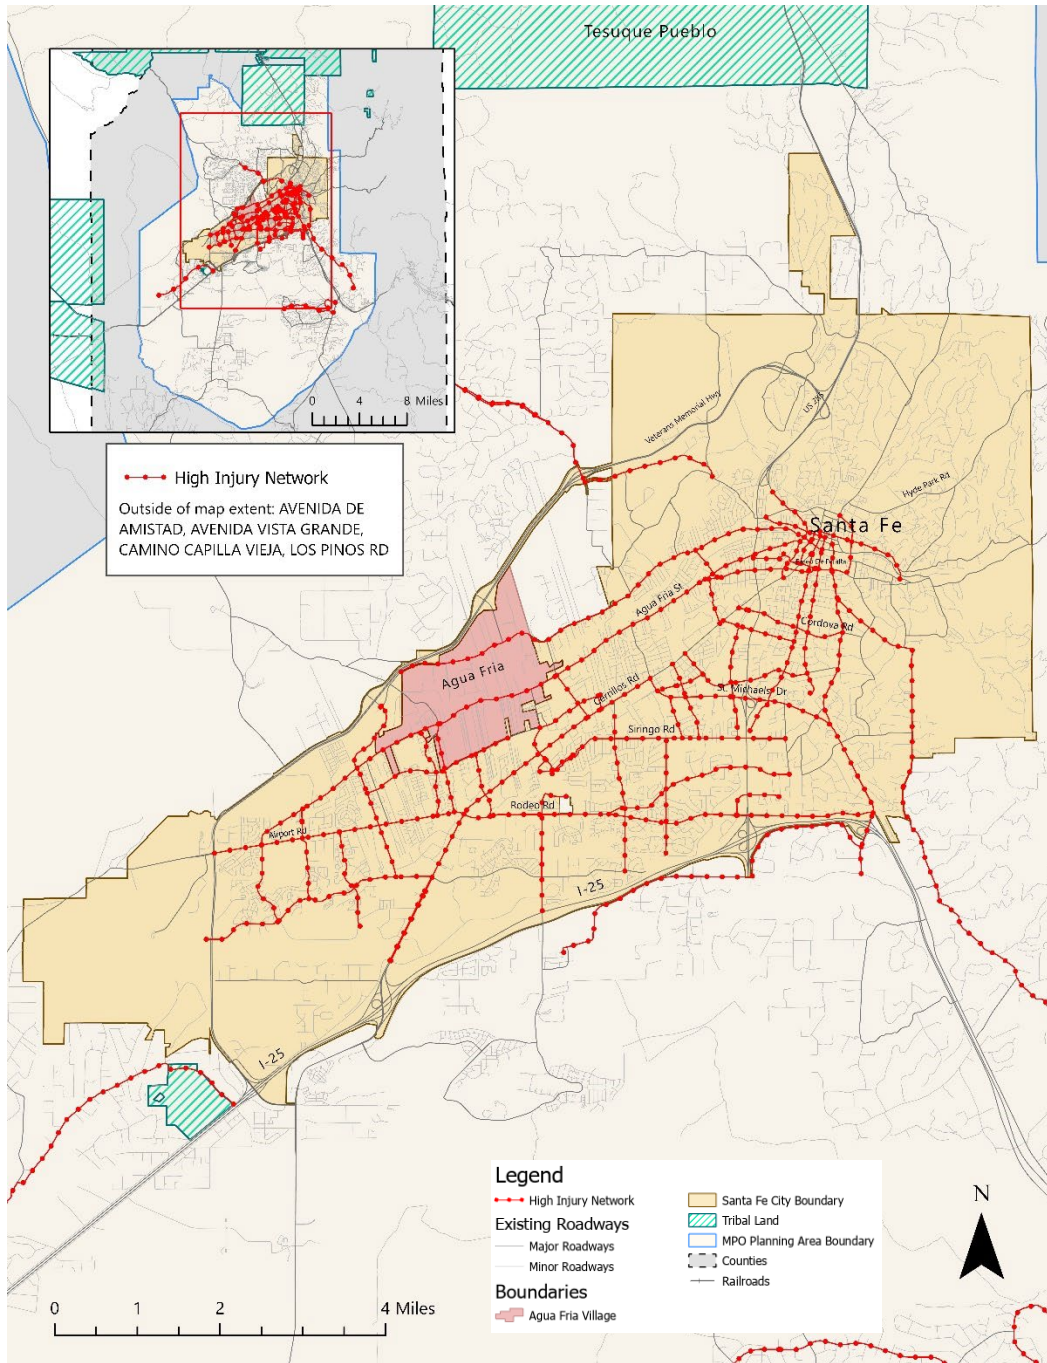 Tesuque Pueblo
0 4 8 Miles
High Injury Network
Outside of map extent: AVENIDA DE
AMISTAD, AVENIDA VISTA GRANDE,
CAMINO CAPILLA VIEJA, LOS PINOS RD
Veterans Memorial Hwy
US 285
Hyde Park Rd
Santa Fe
Paseo De Peralta
Agua Fria St
Cordova Rd
Agua Fria
Cerrillos Rd
St. Michaels Dr
Siringo Rd
Rodeo Rd
Airport Rd
I-25
I-25
Legend
High Injury Network
Existing Roadways
Major Roadways
Minor Roadways
Boundaries
Agua Fria Village
Santa Fe City Boundary
Tribal Land
MPO Planning Area Boundary
Counties
Railroads
N
0 1 2 4 Miles